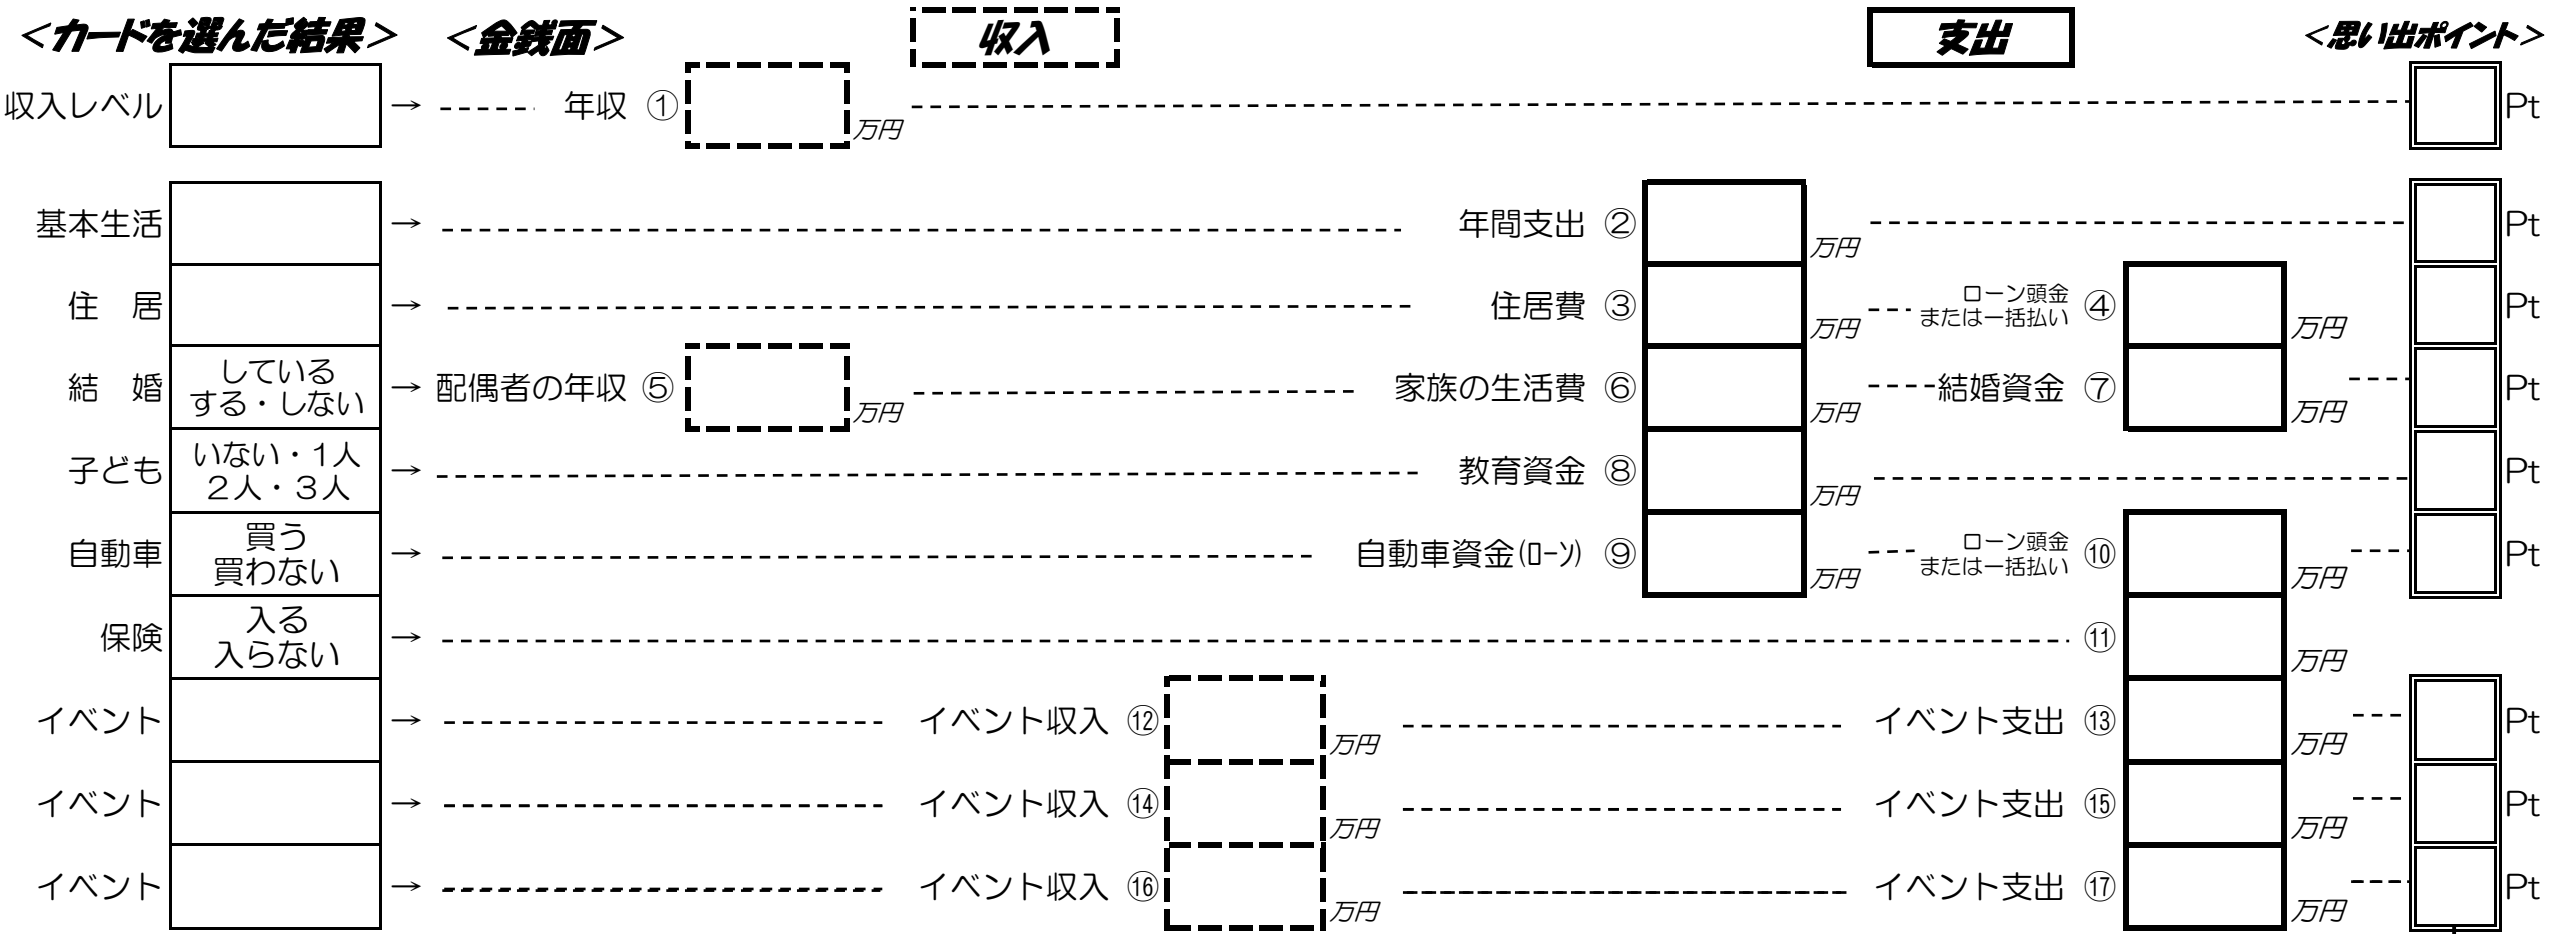 ＜カードを選んだ結果＞ ＜金銭面＞ 収入 支出 ＜思い出ポイント＞
収入レベル → 年収 ① 万円 Pt
基本生活 → 年間支出 ② 万円 Pt
住　居 → 住居費 ③ 万円 ローン頭金 または一括払い ④ 万円 Pt
結　婚 している する・しない → 配偶者の年収 ⑤ 万円 家族の生活費 ⑥ 万円 結婚資金 ⑦ 万円 Pt
子ども いない・１人 ２人・３人 → 教育資金 ⑧ 万円 Pt
自動車 買う 買わない → 自動車資金(ﾛｰﾝ) ⑨ 万円 ローン頭金 または一括払い ⑩ 万円 Pt
保険 入る 入らない → ⑪ 万円
イベント → イベント収入 ⑫ 万円 イベント支出 ⑬ 万円 Pt
イベント → イベント収入 ⑭ 万円 イベント支出 ⑮ 万円 Pt
イベント → イベント収入 ⑯ 万円 イベント支出 ⑰ 万円 Pt